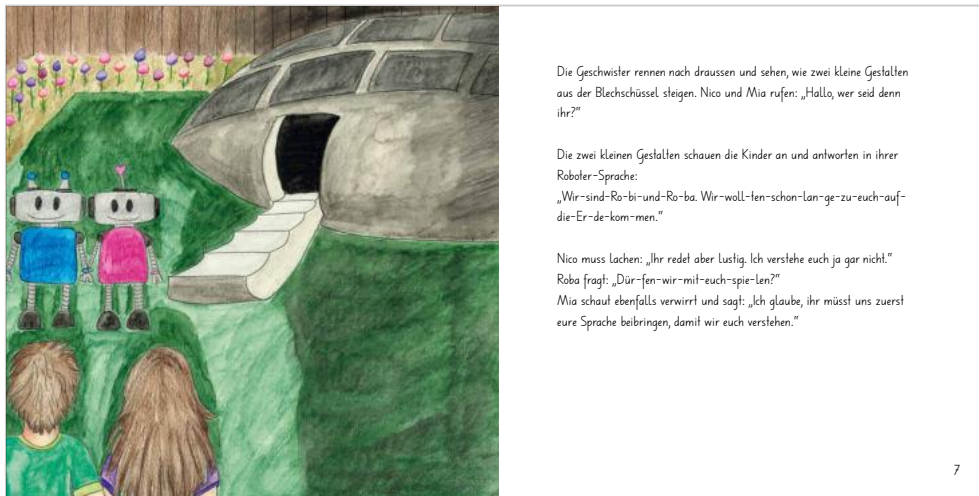 Die Geschwister rennen nach draussen und sehen, wie zwei kleine Gestalten
aus der Blechschüssel steigen. Nico und Mia rufen: „Hallo, wer seid denn
ihr?“
Die zwei kleinen Gestalten schauen die Kinder an und antworten in ihrer
Roboter-Sprache:
„Wir-sind-Ro-bi-und-Ro-ba. Wir-woll-ten-schon-lan-ge-zu-euch-auf-
die-Er-de-kom-men.“
Nico muss lachen: „Ihr redet aber lustig. Ich verstehe euch ja gar nicht.“
Roba fragt: „Dür-fen-wir-mit-euch-spie-len?“
Mia schaut ebenfalls verwirrt und sagt: „Ich glaube, ihr müsst uns zuerst
eure Sprache beibringen, damit wir euch verstehen.“
7